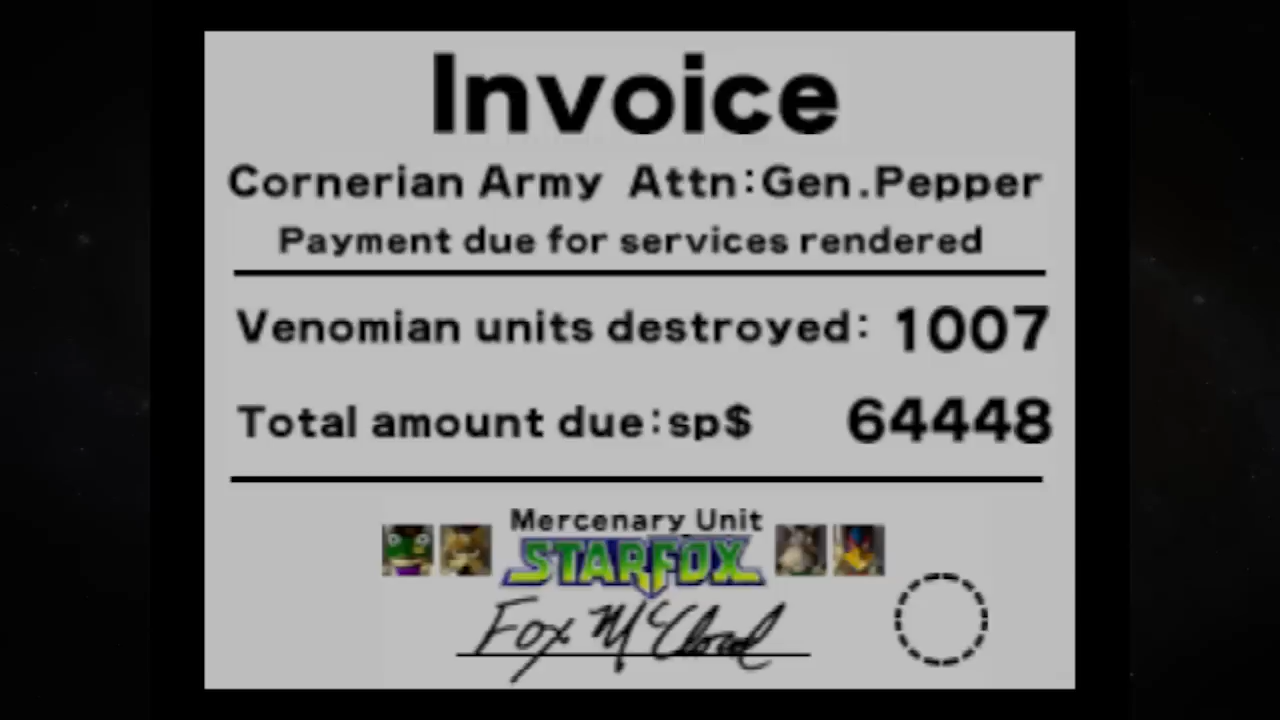 Invoice
Cornerian Army Attn:Gen.Pepper
Payment due for services rendered
Venomian units destroyed: 1007
Total amount due:sp$ 64448
Mercenary Unit
STARFOX
Fox McCloud